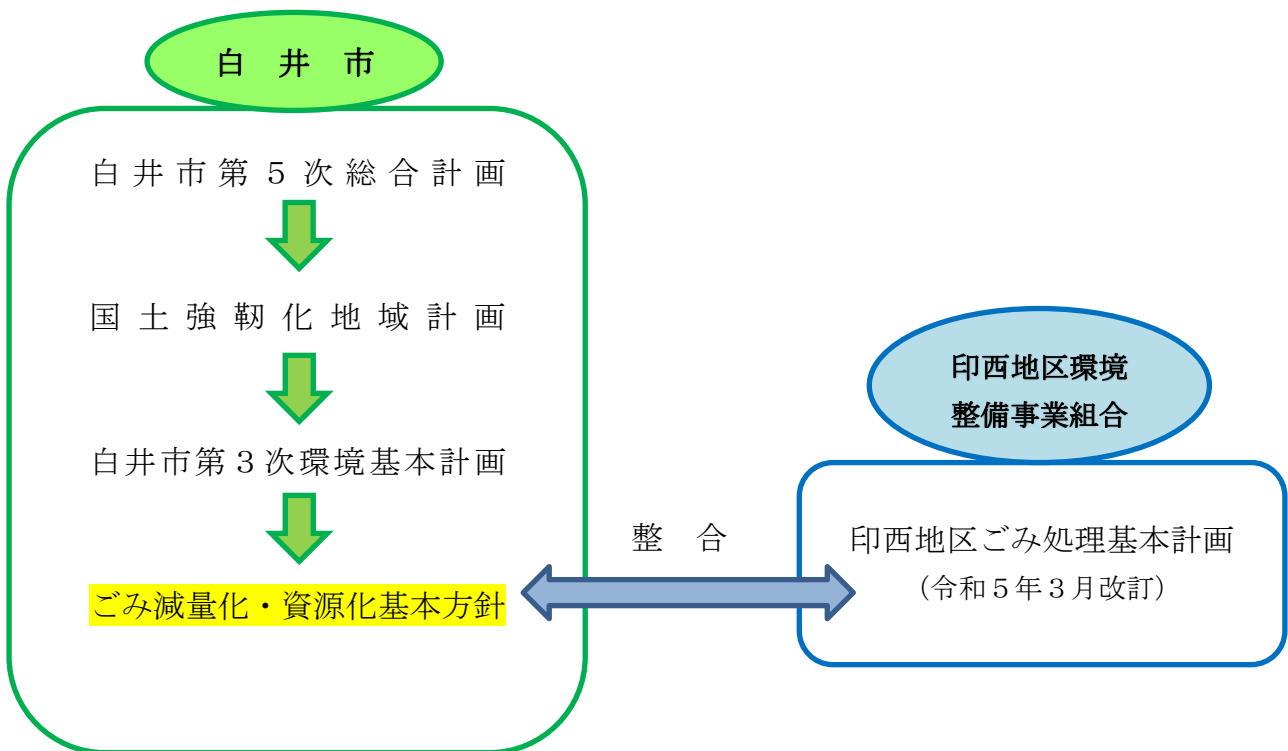 白井市
白井市第５次総合計画
国土強靭化地域計画
白井市第３次環境基本計画
ごみ減量化・資源化基本方針
整合
印西地区環境
整備事業組合
印西地区ごみ処理基本計画
（令和５年３月改訂）